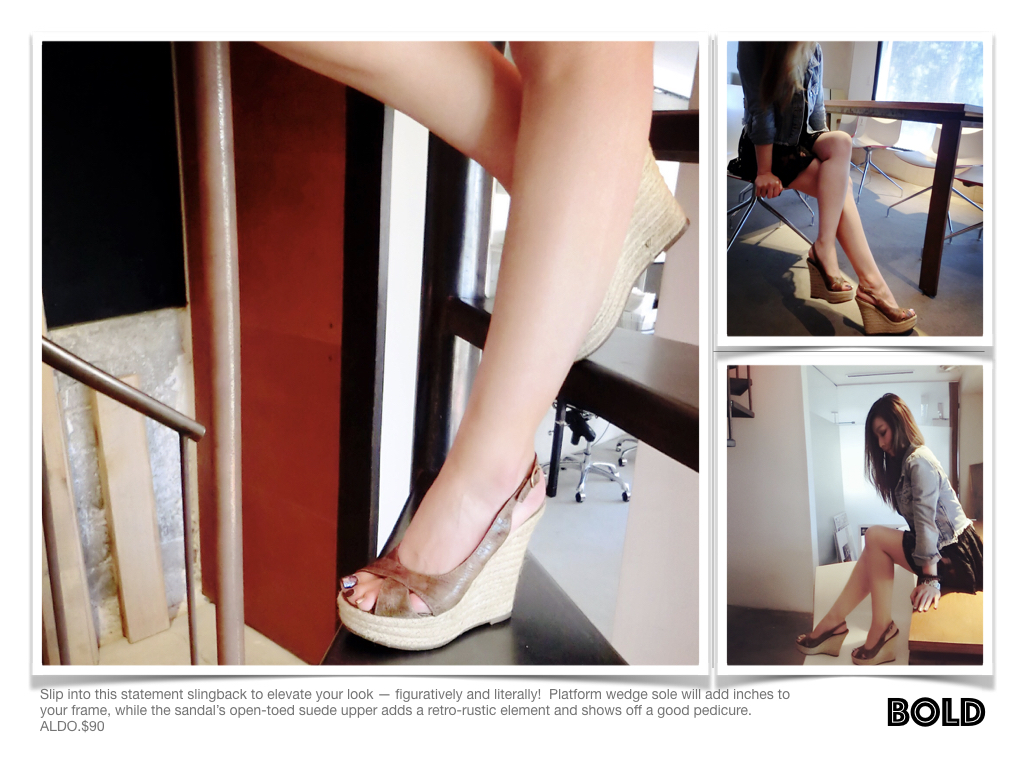 Slip into this statement slingback to elevate your look — figuratively and literally!  Platform wedge sole will add inches to
your frame, while the sandal's open-toed suede upper adds a retro-rustic element and shows off a good pedicure.
ALDO.$90
BOLD